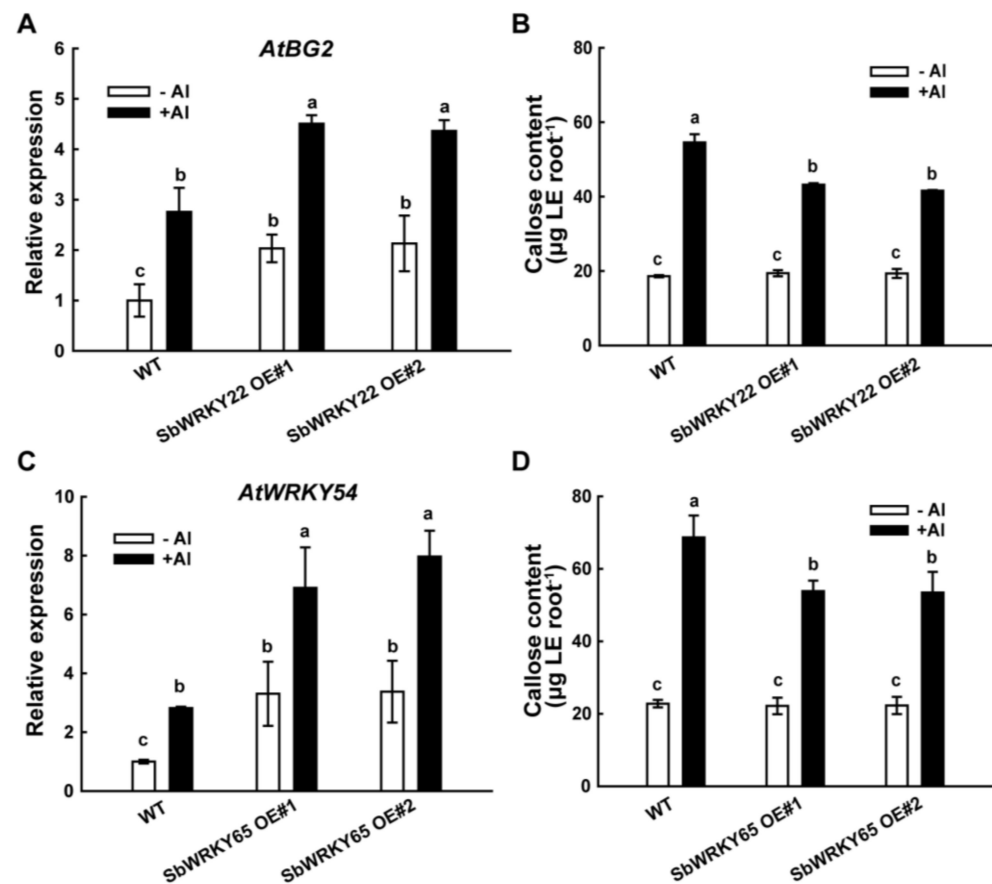 A
AtBG2
Relative expression
6
5
4
3
2
1
0
- Al
+Al
c
b
b
a
b
a
WT
SbWRKY22 OE#1
SbWRKY22 OE#2
B
Callose content
(µg LE root⁻¹)
80
60
40
20
0
- Al
+Al
c
a
c
b
c
b
WT
SbWRKY22 OE#1
SbWRKY22 OE#2
C
AtWRKY54
Relative expression
10
8
6
4
2
0
- Al
+Al
c
b
b
a
b
a
WT
SbWRKY65 OE#1
SbWRKY65 OE#2
D
Callose content
(µg LE root⁻¹)
80
60
40
20
0
- Al
+Al
c
a
c
b
c
b
WT
SbWRKY65 OE#1
SbWRKY65 OE#2